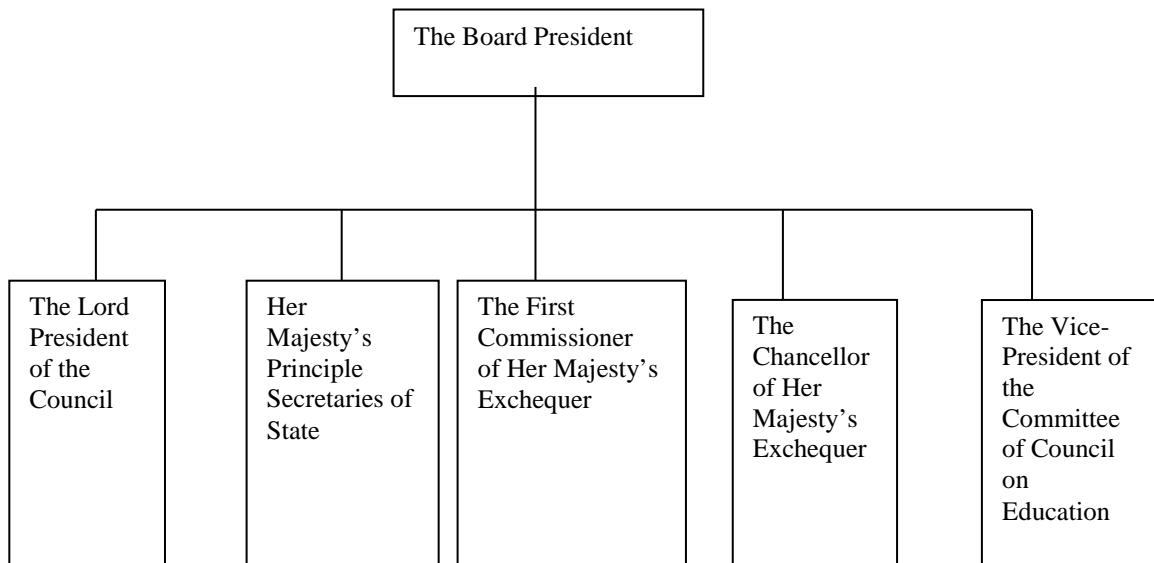 The Board President
The Lord
President
of the
Council
Her
Majesty’s
Principle
Secretaries of
State
The First
Commissioner
of Her Majesty’s
Exchequer
The
Chancellor
of Her
Majesty’s
Exchequer
The Vice-
President of
the
Committee
of Council
on
Education